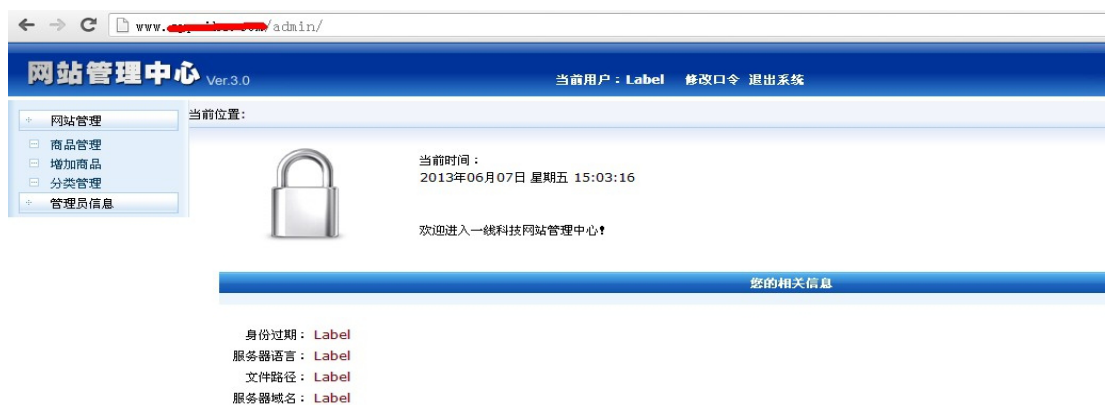 www./admin/
网站管理中心 Ver.3.0
当前用户：Label 修改口令 退出系统
网站管理
商品管理
增加商品
分类管理
管理员信息
当前位置：
当前时间：
2013年06月07日 星期五 15:03:16
欢迎进入一线科技网站管理中心！
您的相关信息
身份过期： Label
服务器语言： Label
文件路径： Label
服务器域名： Label